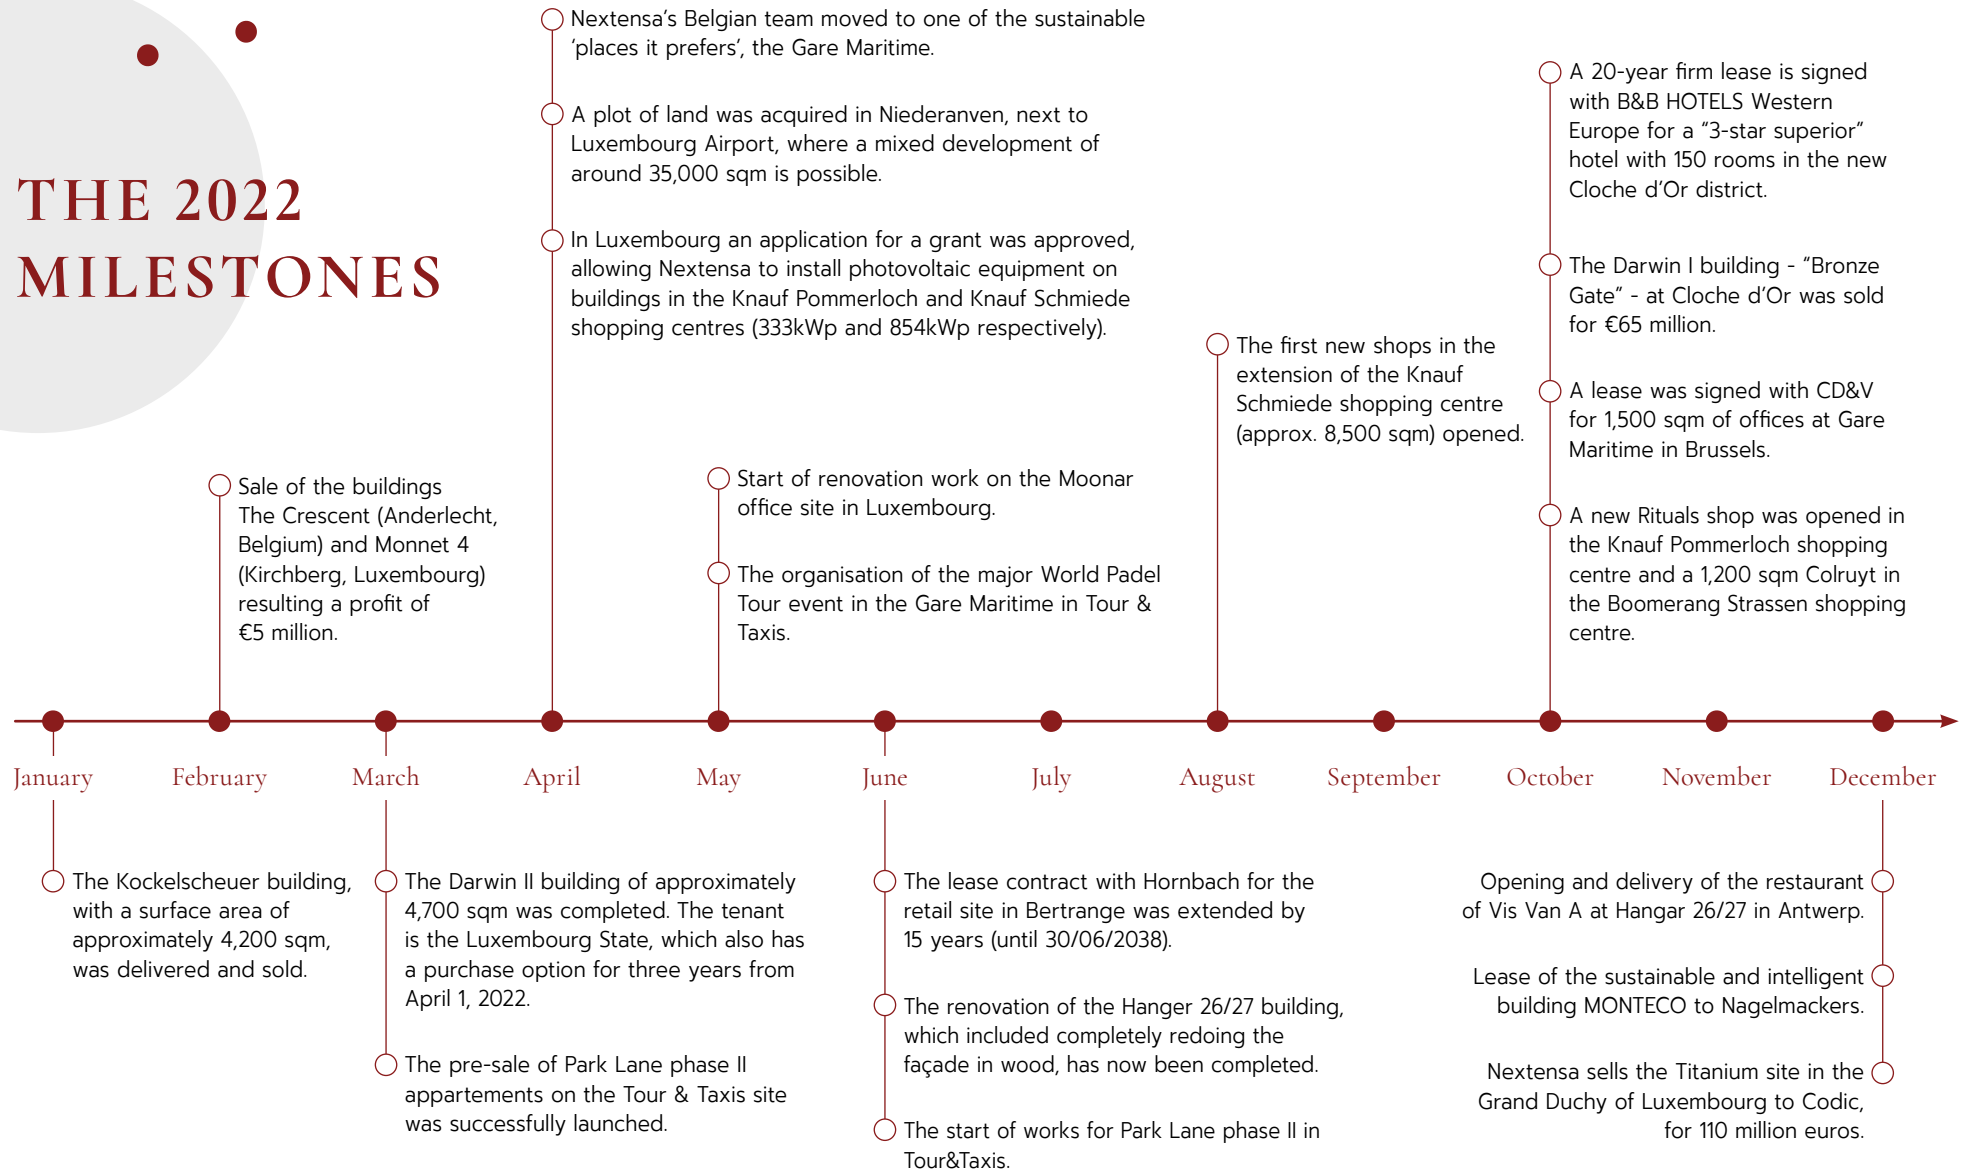 THE 2022
MILESTONES
Nextensa's Belgian team moved to one of the sustainable
'places it prefers', the Gare Maritime.
A plot of land was acquired in Niederanven, next to
Luxembourg Airport, where a mixed development of
around 35,000 sqm is possible.
In Luxembourg an application for a grant was approved,
allowing Nextensa to install photovoltaic equipment on
buildings in the Knauf Pommerloch and Knauf Schmiede
shopping centres (333kWp and 854kWp respectively).
A 20-year firm lease is signed
with B&B HOTELS Western
Europe for a "3-star superior"
hotel with 150 rooms in the new
Cloche d'Or district.
The Darwin I building - "Bronze
Gate" - at Cloche d'Or was sold
for €65 million.
A lease was signed with CD&V
for 1,500 sqm of offices at Gare
Maritime in Brussels.
A new Rituals shop was opened in
the Knauf Pommerloch shopping
centre and a 1,200 sqm Colruyt in
the Boomerang Strassen shopping
centre.
The first new shops in the
extension of the Knauf
Schmiede shopping centre
(approx. 8,500 sqm) opened.
Sale of the buildings
The Crescent (Anderlecht,
Belgium) and Monnet 4
(Kirchberg, Luxembourg)
resulting a profit of
€5 million.
Start of renovation work on the Moonar
office site in Luxembourg.
The organisation of the major World Padel
Tour event in the Gare Maritime in Tour &
Taxis.
January
February
March
April
May
June
July
August
September
October
November
December
The Kockelscheuer building,
with a surface area of
approximately 4,200 sqm,
was delivered and sold.
The Darwin II building of approximately
4,700 sqm was completed. The tenant
is the Luxembourg State, which also has
a purchase option for three years from
April 1, 2022.
The pre-sale of Park Lane phase II
appartements on the Tour & Taxis site
was successfully launched.
The lease contract with Hornbach for the
retail site in Bertrange was extended by
15 years (until 30/06/2038).
The renovation of the Hanger 26/27 building,
which included completely redoing the
façade in wood, has now been completed.
The start of works for Park Lane phase II in
Tour&Taxis.
Opening and delivery of the restaurant
of Vis Van A at Hangar 26/27 in Antwerp.
Lease of the sustainable and intelligent
building MONTECO to Nagelmackers.
Nextensa sells the Titanium site in the
Grand Duchy of Luxembourg to Codic,
for 110 million euros.